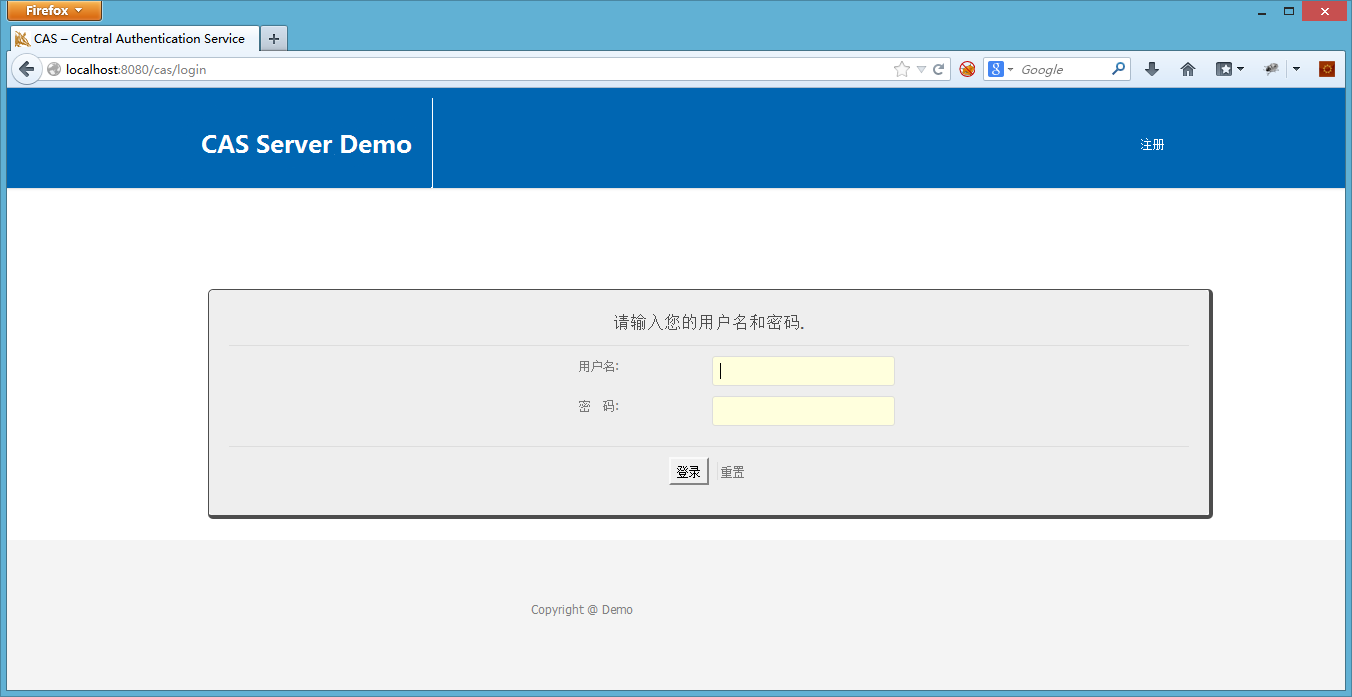 Firefox
CAS – Central Authentication Service
localhost:8080/cas/login
Google
CAS Server Demo
注册
请输入您的用户名和密码.
用户名:
密 码:
登录 重置
Copyright @ Demo